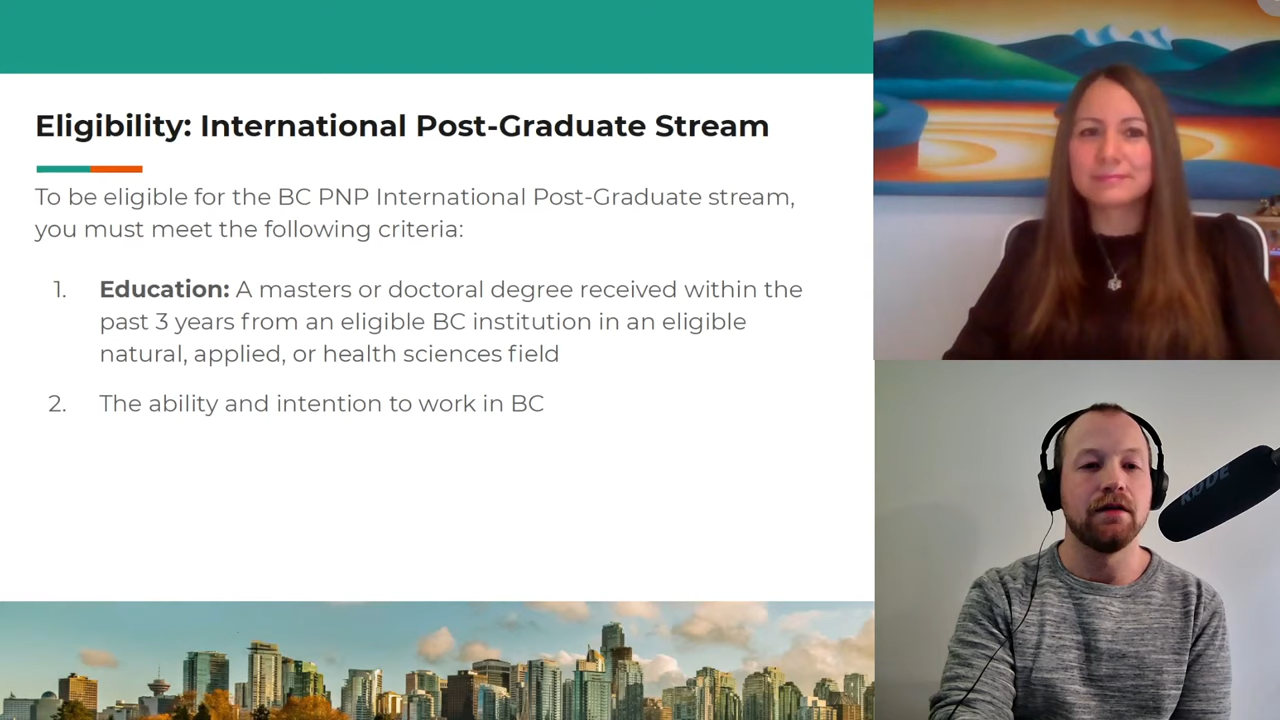 Eligibility: International Post-Graduate Stream
To be eligible for the BC PNP International Post-Graduate stream,
you must meet the following criteria:
1. Education: A masters or doctoral degree received within the
past 3 years from an eligible BC institution in an eligible
natural, applied, or health sciences field
2. The ability and intention to work in BC
RODE